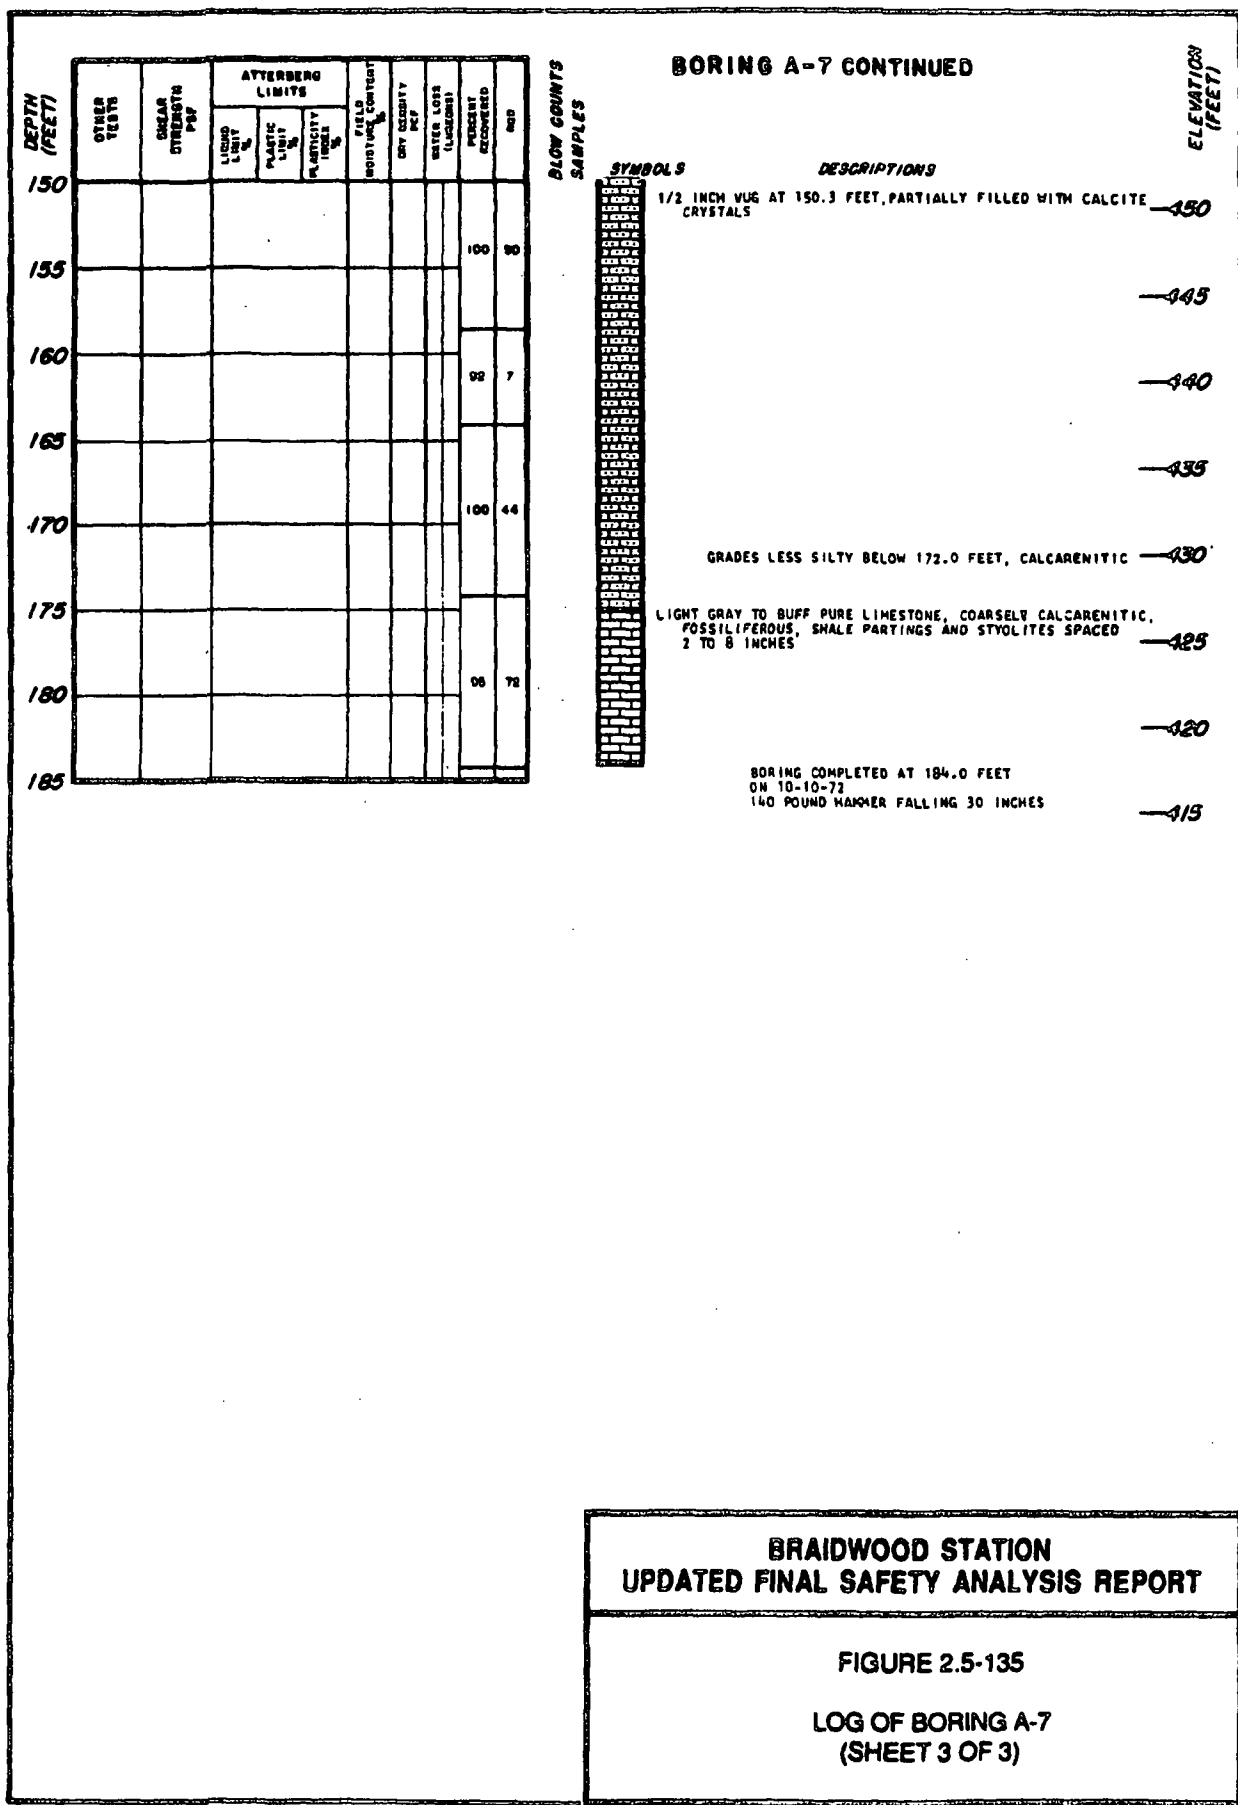 BORING A-7 CONTINUED
DEPTH
(FEET)
OTHER
TESTS
SHEAR
STRENGTH
PSF
ATTERBERG
LIMITS
LIQUID
LIMIT
%
PLASTIC
LIMIT
%
PLASTICITY
INDEX
%
FIELD
MOISTURE CONTENT
%
DRY DENSITY
PCF
WATER LOSS
(LUGEONS)
PERCENT
RECOVERED
RQD
BLOW COUNTS
SAMPLES
ELEVATION
(FEET)
SYMBOLS
DESCRIPTIONS
150
155
160
165
170
175
180
185
100 90
92 7
100 44
72
1/2 INCH VUG AT 150.3 FEET, PARTIALLY FILLED WITH CALCITE
CRYSTALS
GRADES LESS SILTY BELOW 172.0 FEET, CALCARENITIC
LIGHT GRAY TO BUFF PURE LIMESTONE, COARSELY CALCARENITIC,
FOSSILIFEROUS, SHALE PARTINGS AND STYOLITES SPACED
2 TO 8 INCHES
BORING COMPLETED AT 184.0 FEET
ON 10-10-72
140 POUND HAMMER FALLING 30 INCHES
450
445
440
435
430
425
420
415
BRAIDWOOD STATION
UPDATED FINAL SAFETY ANALYSIS REPORT
FIGURE 2.5-135
LOG OF BORING A-7
(SHEET 3 OF 3)